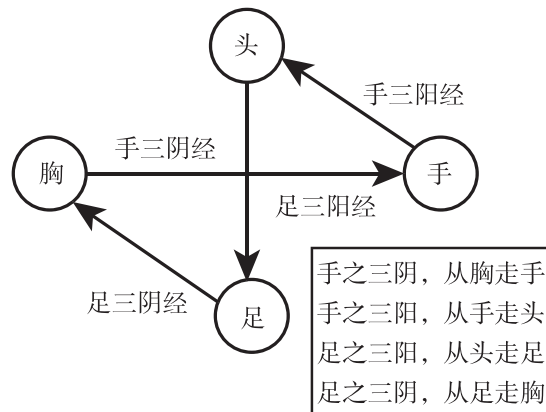 头
手三阳经
手三阴经
胸
手
足三阳经
足三阴经
足
手之三阴，从胸走手
手之三阳，从手走头
足之三阳，从头走足
足之三阴，从足走胸